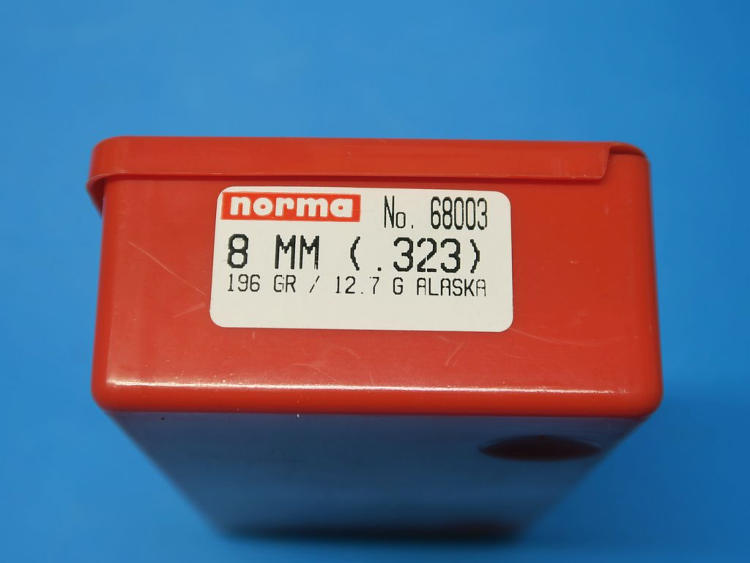 norma No. 68003
8 MM (.323)
196 GR / 12.7 G ALASKA